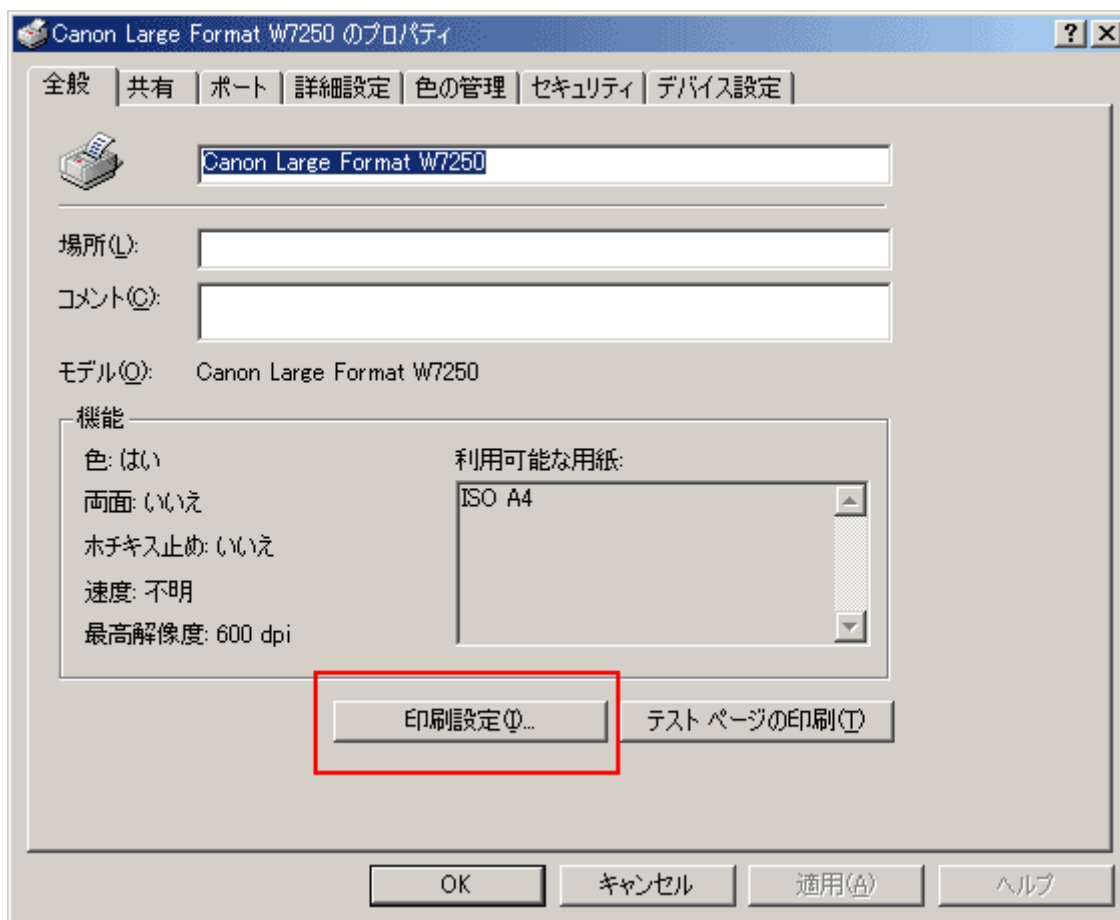 Canon Large Format W7250 のプロパティ
全般 共有 ポート 詳細設定 色の管理 セキュリティ デバイス設定
Canon Large Format W7250
場所(L):
コメント(C):
モデル(O): Canon Large Format W7250
機能
色: はい 利用可能な用紙:
両面: いいえ ISO A4
ホチキス止め: いいえ
速度: 不明
最高解像度: 600 dpi
印刷設定(I)... テスト ページの印刷(T)
OK キャンセル 適用(A) ヘルプ